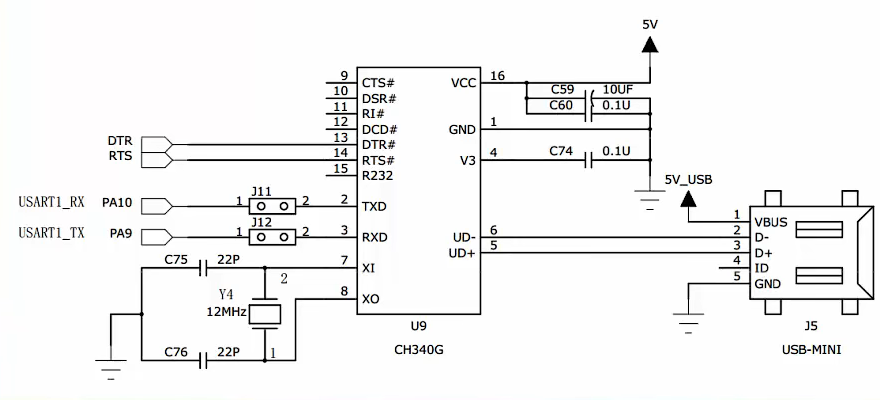 5V
9 CTS# VCC 16
C59 10UF
10 DSR#
C60 0.1U
11 RI#
12 DCD# GND 1
DTR 13 DTR#
RTS 14 RTS# V3 4 C74 0.1U
15 R232
5V_USB
J11
USART1_RX PA10 1 2 2 TXD
1 VBUS
J12
USART1_TX PA9 1 2 3 RXD UD- 6 2 D-
UD+ 5 3 D+
C75 22P 7 XI 4 ID
2
5 GND
Y4
8 XO
12MHz
U9 J5
C76 22P 1 CH340G USB-MINI